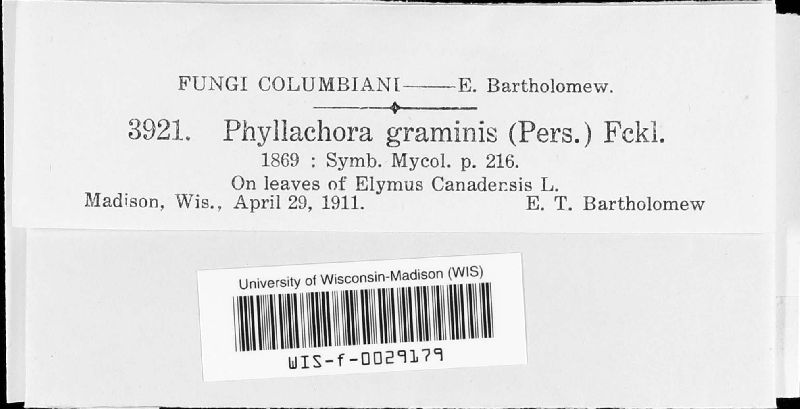 FUNGI COLUMBIANI——E. Bartholomew.
3921. Phyllachora graminis (Pers.) Fckl.
1869 : Symb. Mycol. p. 216.
On leaves of Elymus Canadensis L.
Madison, Wis., April 29, 1911. E. T. Bartholomew
University of Wisconsin-Madison (WIS)
WIS-f-0029179